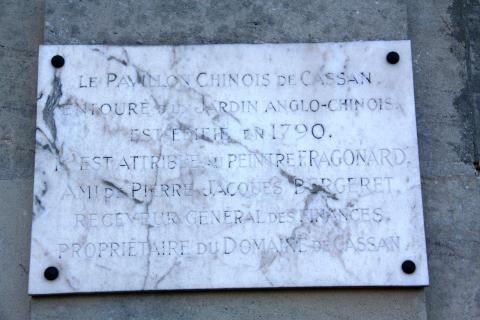 LE PAVILLON CHINOIS DE CASSAN
ENTOURÉ D'UN JARDIN ANGLO-CHINOIS.
EST EDIFIÉ EN 1790.
IL EST ATTRIBUÉ AU PEINTRE FRAGONARD.
AMI DE PIERRE-JACQUES BERGERET.
RECEVEUR GÉNÉRAL DES FINANCES.
PROPRIÉTAIRE DU DOMAINE DE CASSAN.